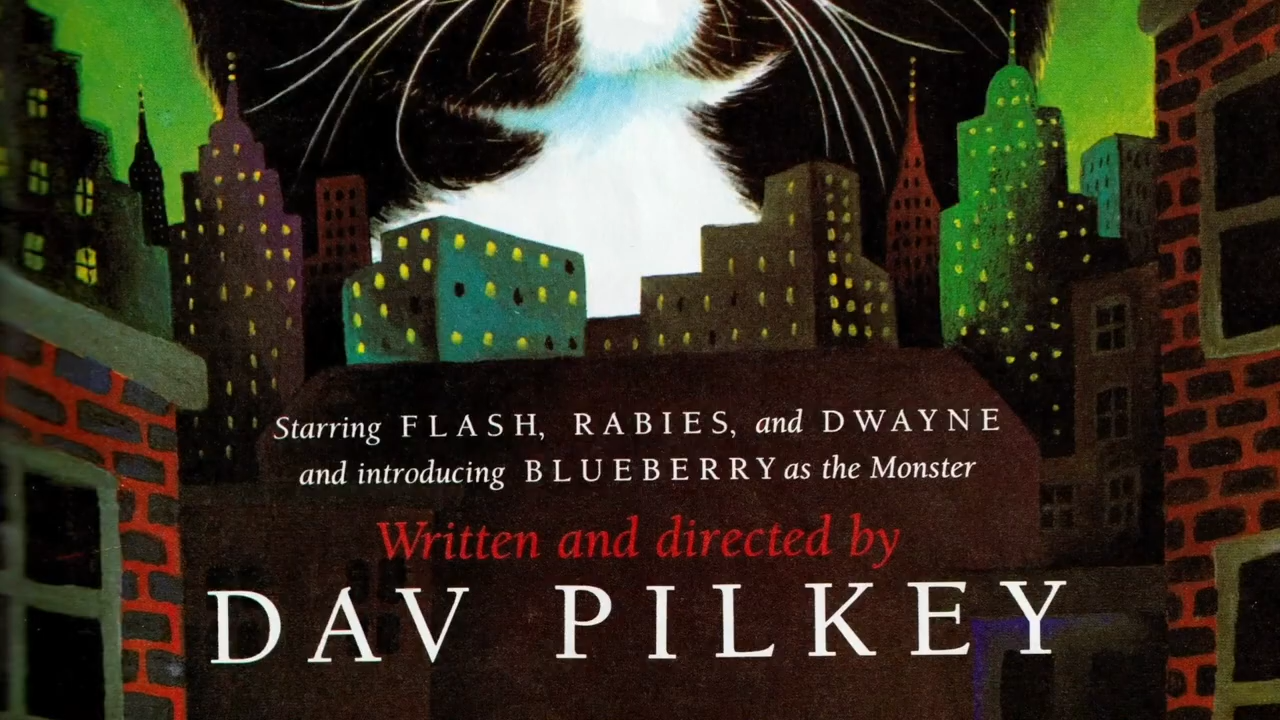 Starring FLASH, RABIES, and DWAYNE
and introducing BLUEBERRY as the Monster
Written and directed by
DAV PILKEY